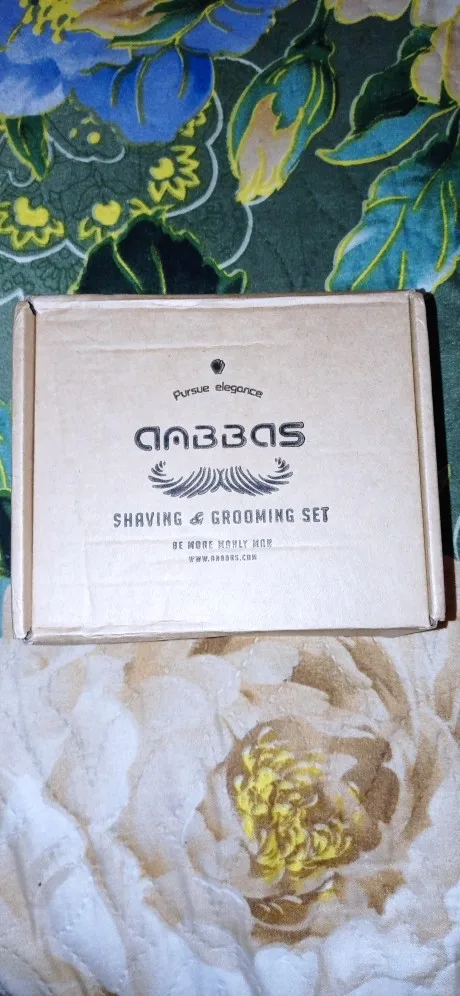 Pursue elegance
anbbas
SHAVING & GROOMING SET
BE MORE MANLY MAN
WWW.ANBBAS.COM